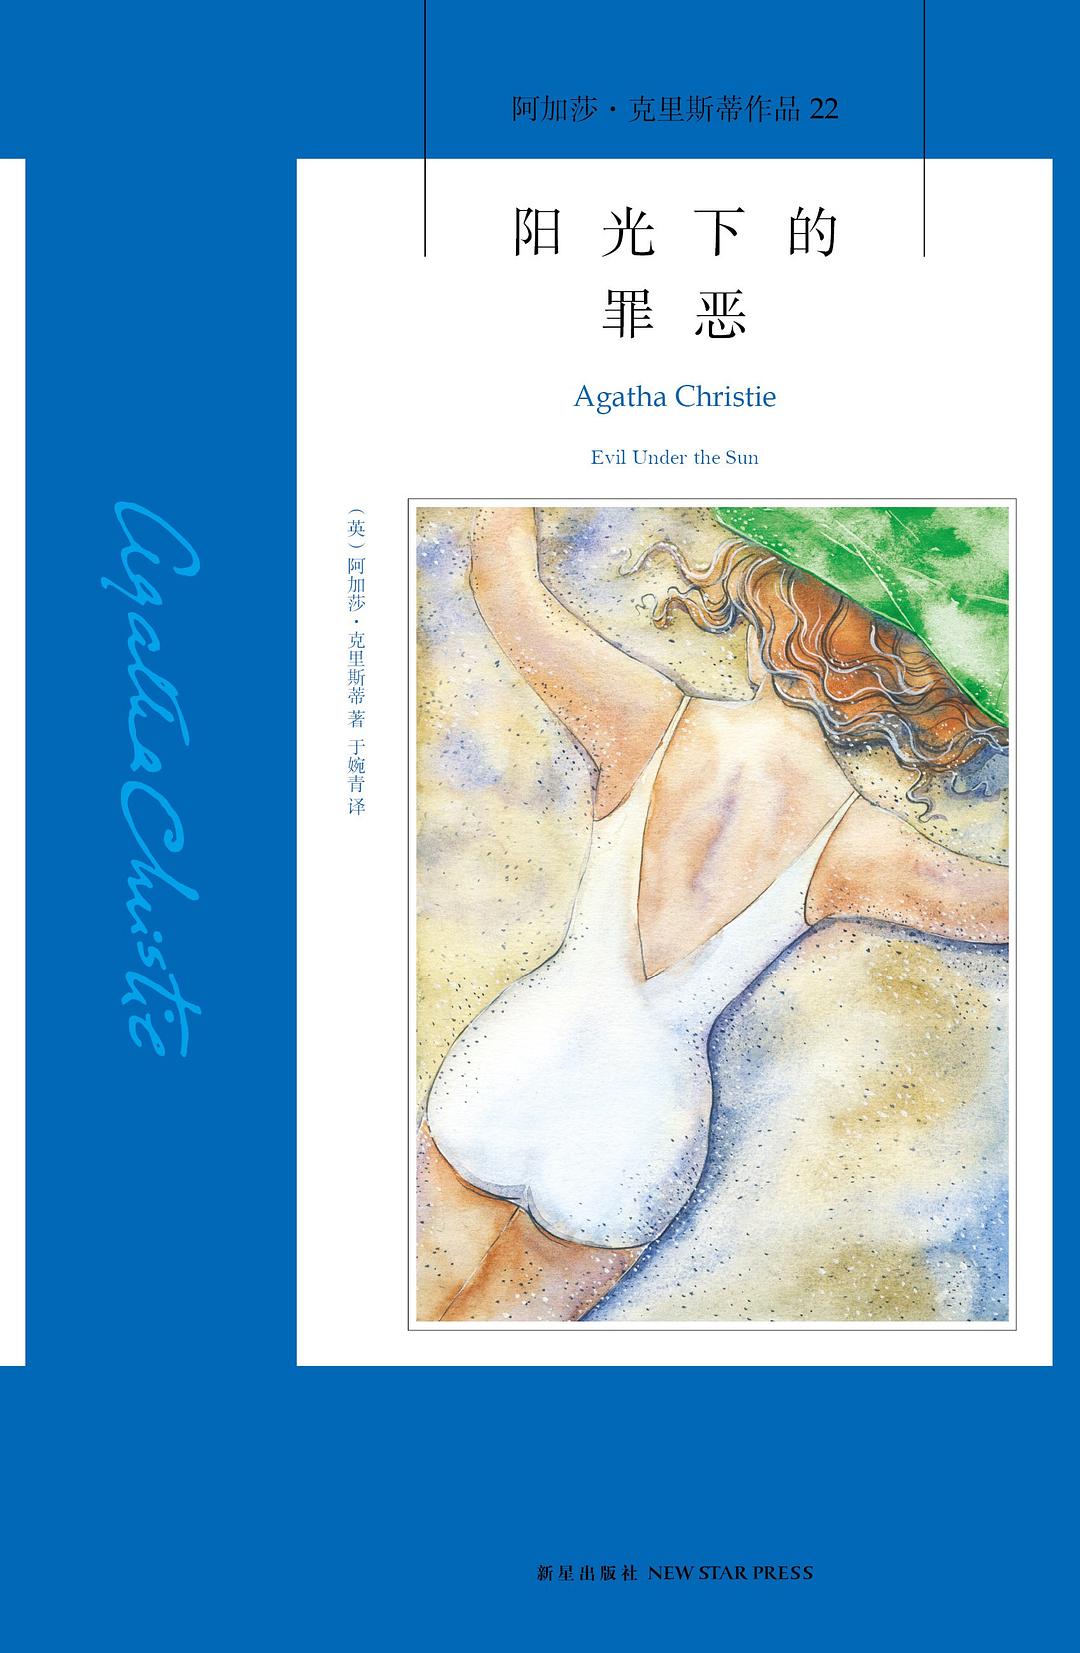 阿加莎·克里斯蒂作品 22
阳光下的
罪恶
Agatha Christie
Evil Under the Sun
（英）阿加莎·克里斯蒂 著 于婉青 译
Agatha Christie
新星出版社 NEW STAR PRESS